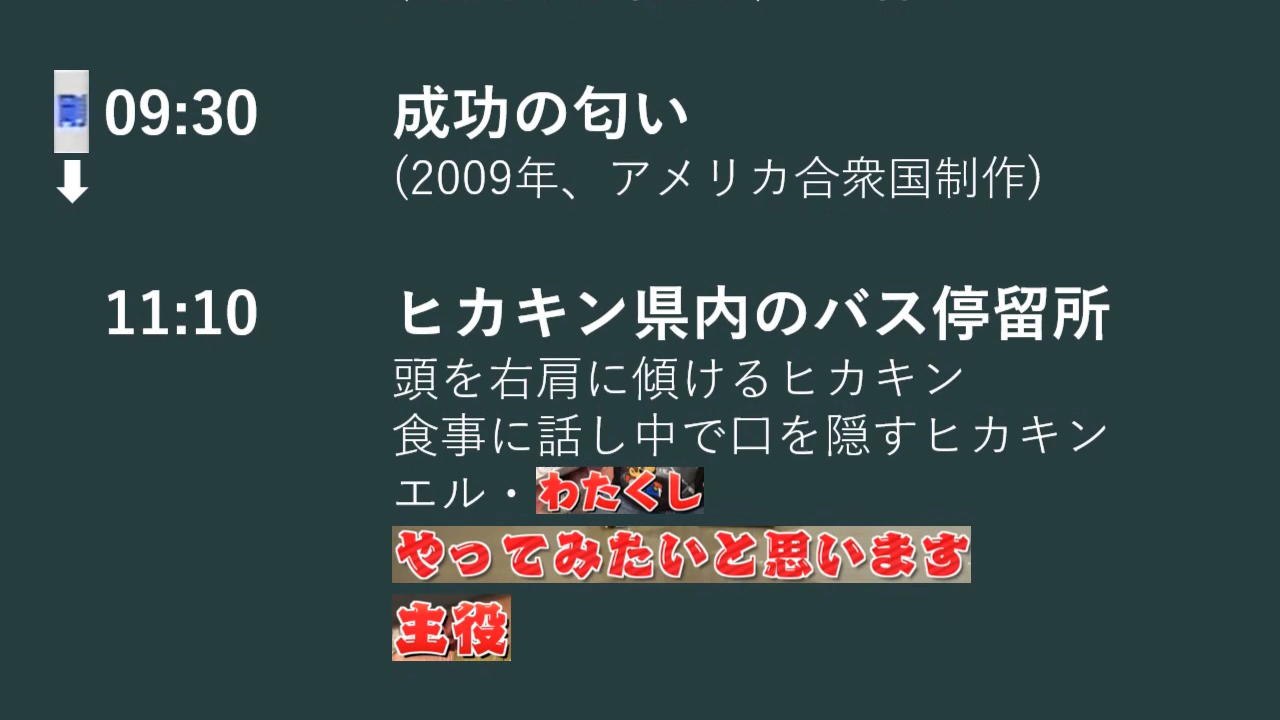 09:30 成功の匂い
(2009年、アメリカ合衆国制作)
11:10 ヒカキン県内のバス停留所
頭を右肩に傾けるヒカキン
食事に話し中で口を隠すヒカキン
エル・わたくし
やってみたいと思います
主役